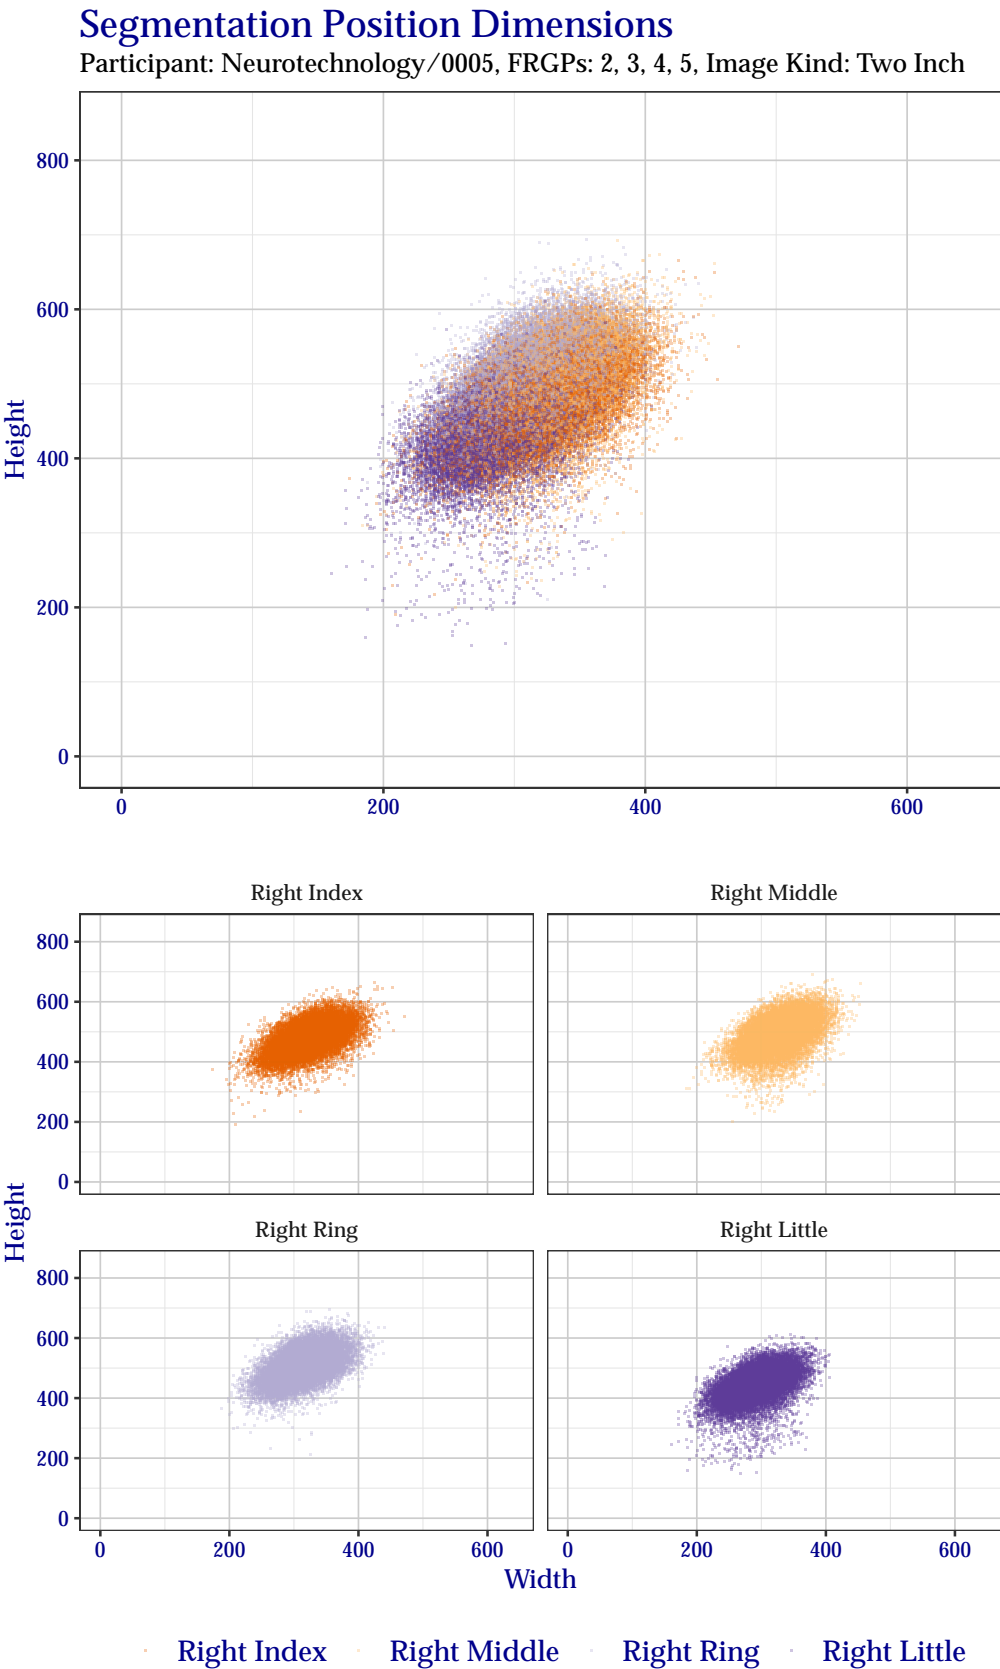 Segmentation Position Dimensions
Participant: Neurotechnology/0005, FRGPs: 2, 3, 4, 5, Image Kind: Two Inch
Height
800
600
400
200
0
0 200 400 600
Right Index Right Middle
800
600
400
200
0
Height
Right Ring Right Little
800
600
400
200
0
0 200 400 600 0 200 400 600
Width
Right Index Right Middle Right Ring Right Little